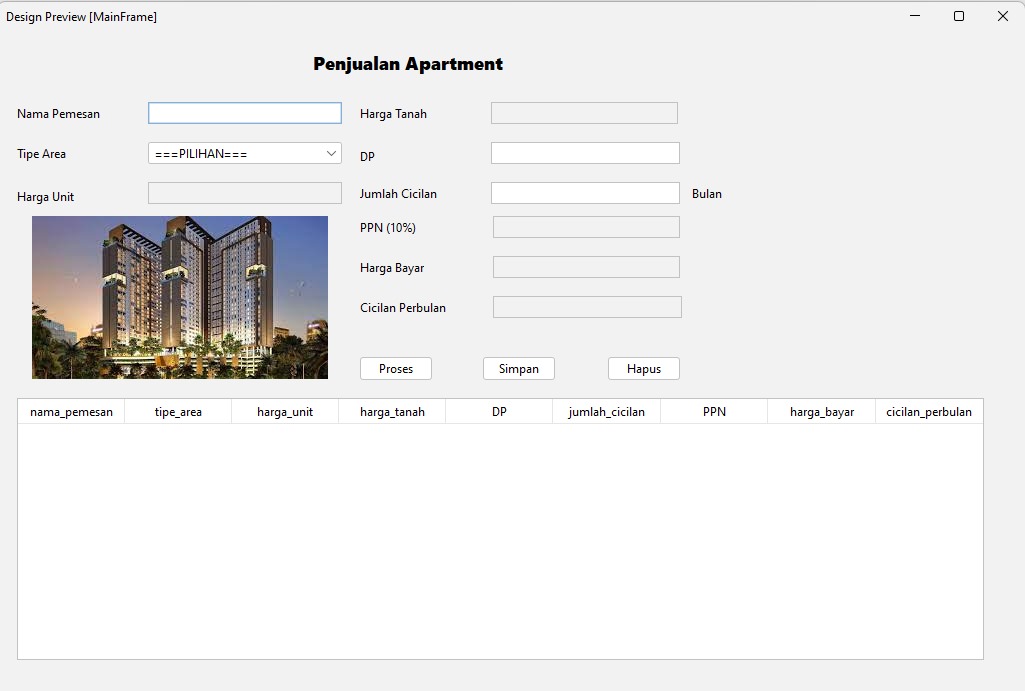 Design Preview [MainFrame]
Penjualan Apartment
Nama Pemesan
Harga Tanah
Tipe Area
===PILIHAN===
DP
Harga Unit
Jumlah Cicilan
Bulan
PPN (10%)
Harga Bayar
Cicilan Perbulan
Proses
Simpan
Hapus
nama_pemesan tipe_area harga_unit harga_tanah DP jumlah_cicilan PPN harga_bayar cicilan_perbulan